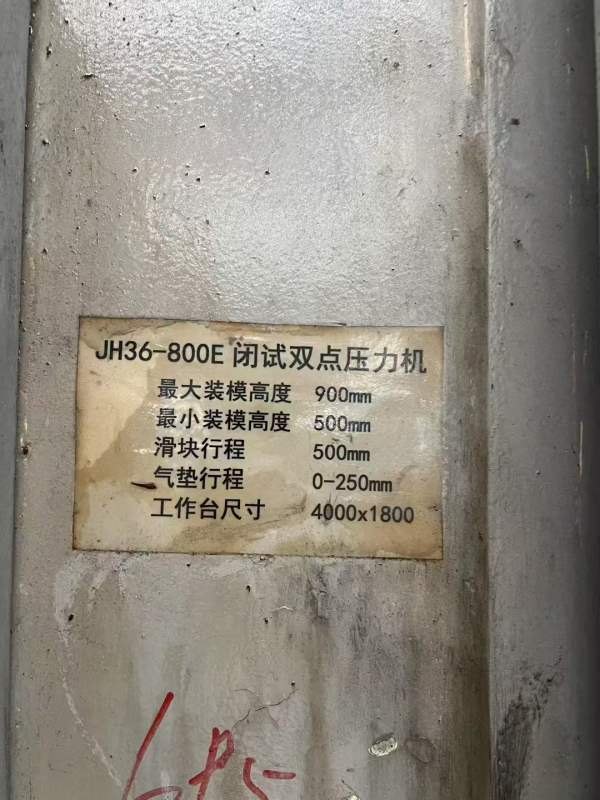 JH36-800E 闭试双点压力机
最大装模高度 900mm
最小装模高度 500mm
滑块行程 500mm
气垫行程 0-250mm
工作台尺寸 4000x1800